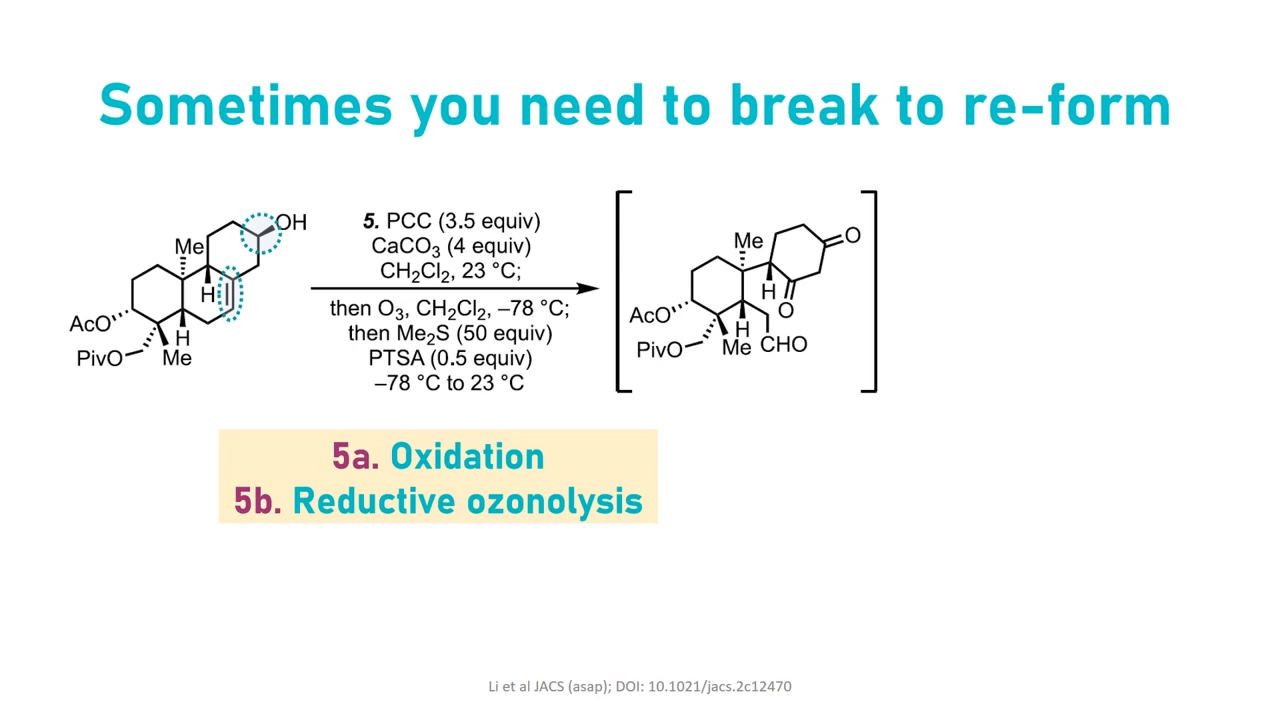 Sometimes you need to break to re-form
OH
Me
H
H
AcO
PivO
Me
5. PCC (3.5 equiv)
CaCO₃ (4 equiv)
CH₂Cl₂, 23 °C;
then O₃, CH₂Cl₂, –78 °C;
then Me₂S (50 equiv)
PTSA (0.5 equiv)
–78 °C to 23 °C
Me
O
H
O
AcO
H
PivO
Me
CHO
5a. Oxidation
5b. Reductive ozonolysis
Li et al JACS (asap); DOI: 10.1021/jacs.2c12470